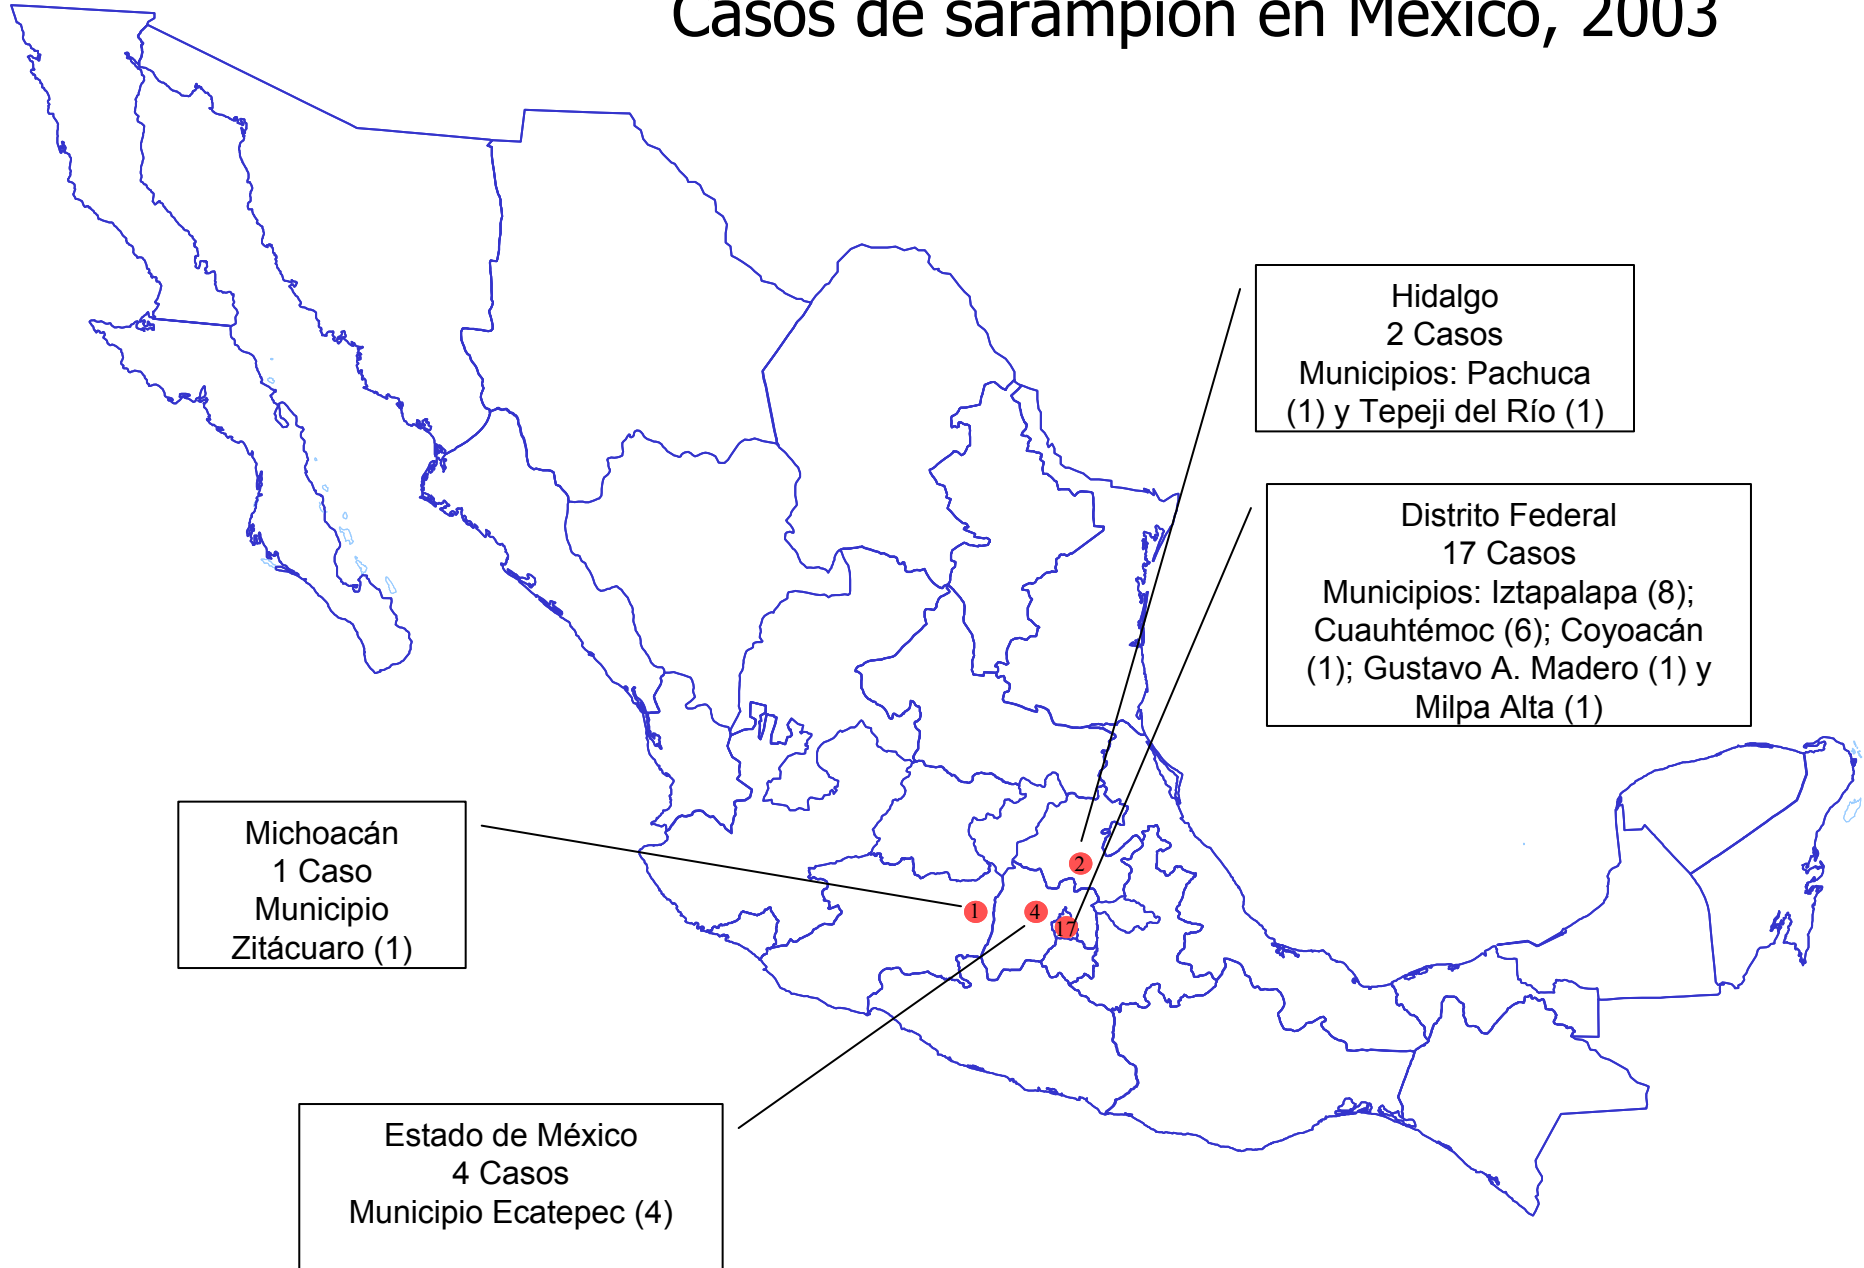 Casos de sarampión en México, 2003
Hidalgo
2 Casos
Municipios: Pachuca
(1) y Tepeji del Río (1)
Distrito Federal
17 Casos
Municipios: Iztapalapa (8);
Cuauhtémoc (6); Coyoacán
(1); Gustavo A. Madero (1) y
Milpa Alta (1)
Michoacán
1 Caso
Municipio
Zitácuaro (1)
2
1
4
17
Estado de México
4 Casos
Municipio Ecatepec (4)